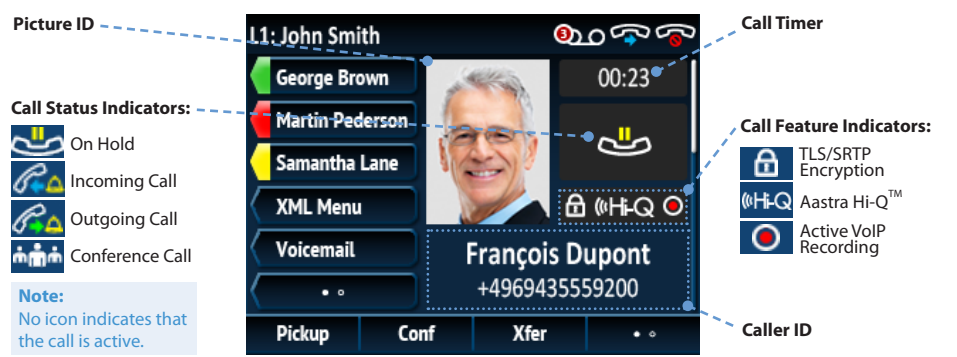 Picture ID
Call Status Indicators:
On Hold
Incoming Call
Outgoing Call
Conference Call
Note:
No icon indicates that
the call is active.
L1: John Smith
3
George Brown
Martin Pederson
Samantha Lane
XML Menu
Voicemail
00:23
((Hi-Q
François Dupont
+4969435559200
Pickup Conf Xfer
Call Timer
Call Feature Indicators:
TLS/SRTP
Encryption
((Hi-Q Aastra Hi-Q™
Active VoIP
Recording
Caller ID